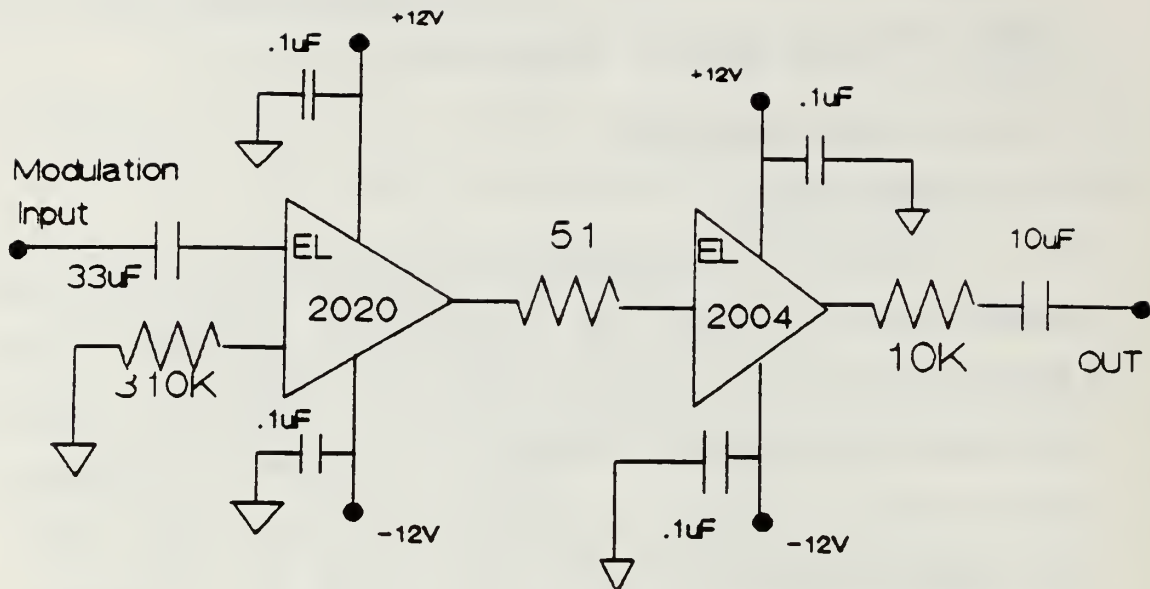 +12V
.1uF
+12V
.1uF
Modulation
Input
EL
51
EL
10uF
33uF
2020
2004
310K
10K
OUT
.1uF
-12V
.1uF
-12V